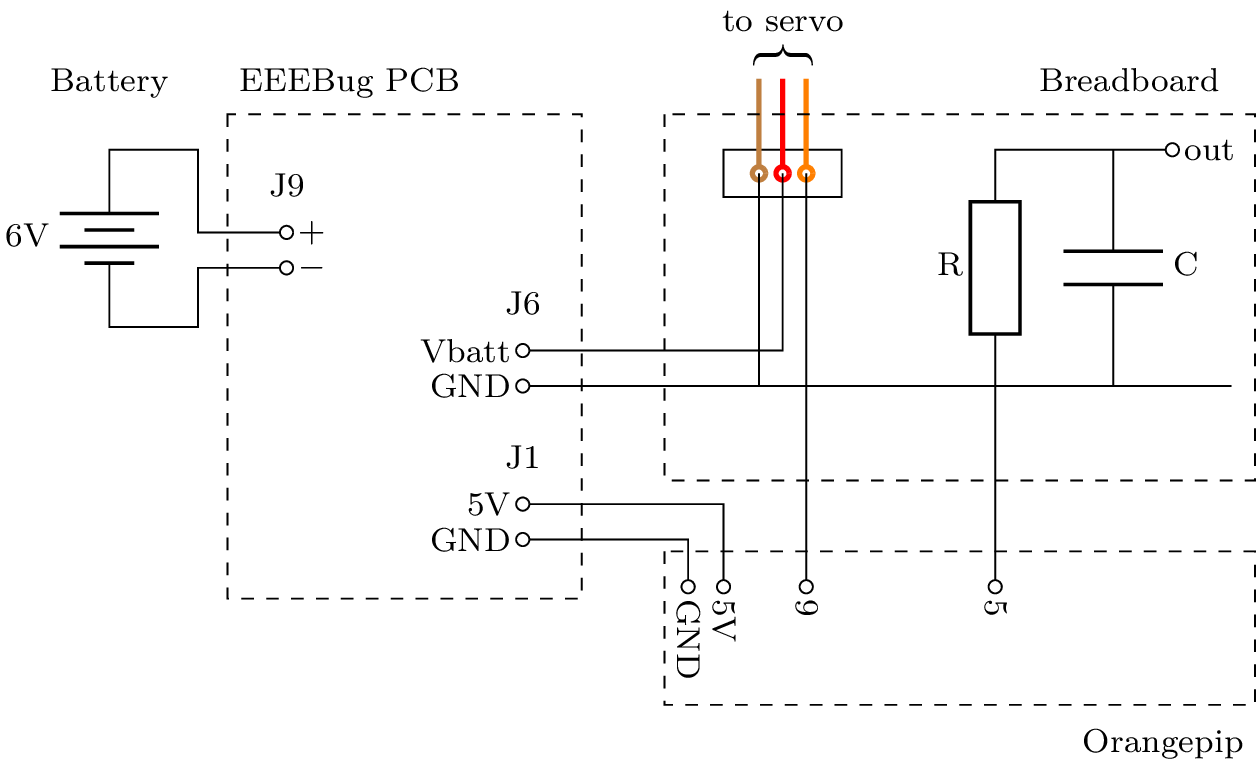 to servo
Battery
EEEBug PCB
Breadboard
J9
out
6V
+
−
R
C
J6
Vbatt
GND
J1
5V
GND
GND
5V
9
5
Orangepip